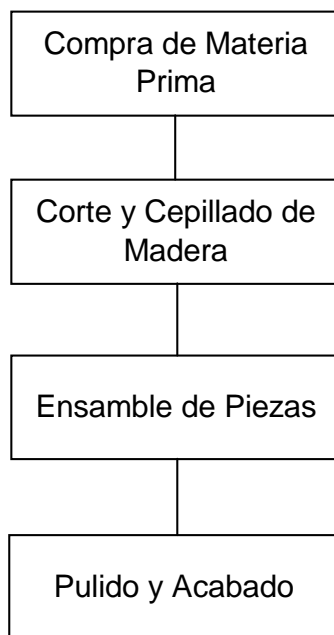 Compra de Materia
Prima
Corte y Cepillado de
Madera
Ensamble de Piezas
Pulido y Acabado